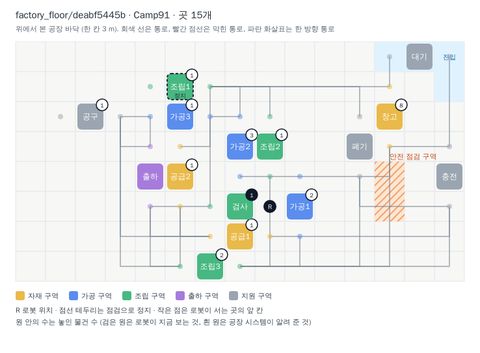 factory_floor/deabf5445b · Camp91 · 곳 15개
위에서 본 공장 바닥 (한 칸 3 m). 회색 선은 통로, 빨간 점선은 막힌 통로, 파란 화살표는 한 방향 통로
대기
1
조립1
정지
8
창고
1
공구
1
가공3
3
가공2
2
조립2
폐기
안전 점검 구역
출하
1
공급2
충전
1
검사
R
2
가공1
1
공급1
2
조립3
자재 구역
가공 구역
조립 구역
출하 구역
지원 구역
R 로봇 위치 · 점선 테두리는 점검으로 정지 · 작은 점은 로봇이 서는 곳의 앞 칸
원 안의 수는 놓인 물건 수 (검은 원은 로봇이 지금 보는 것, 흰 원은 공장 시스템이 알려 준 것)